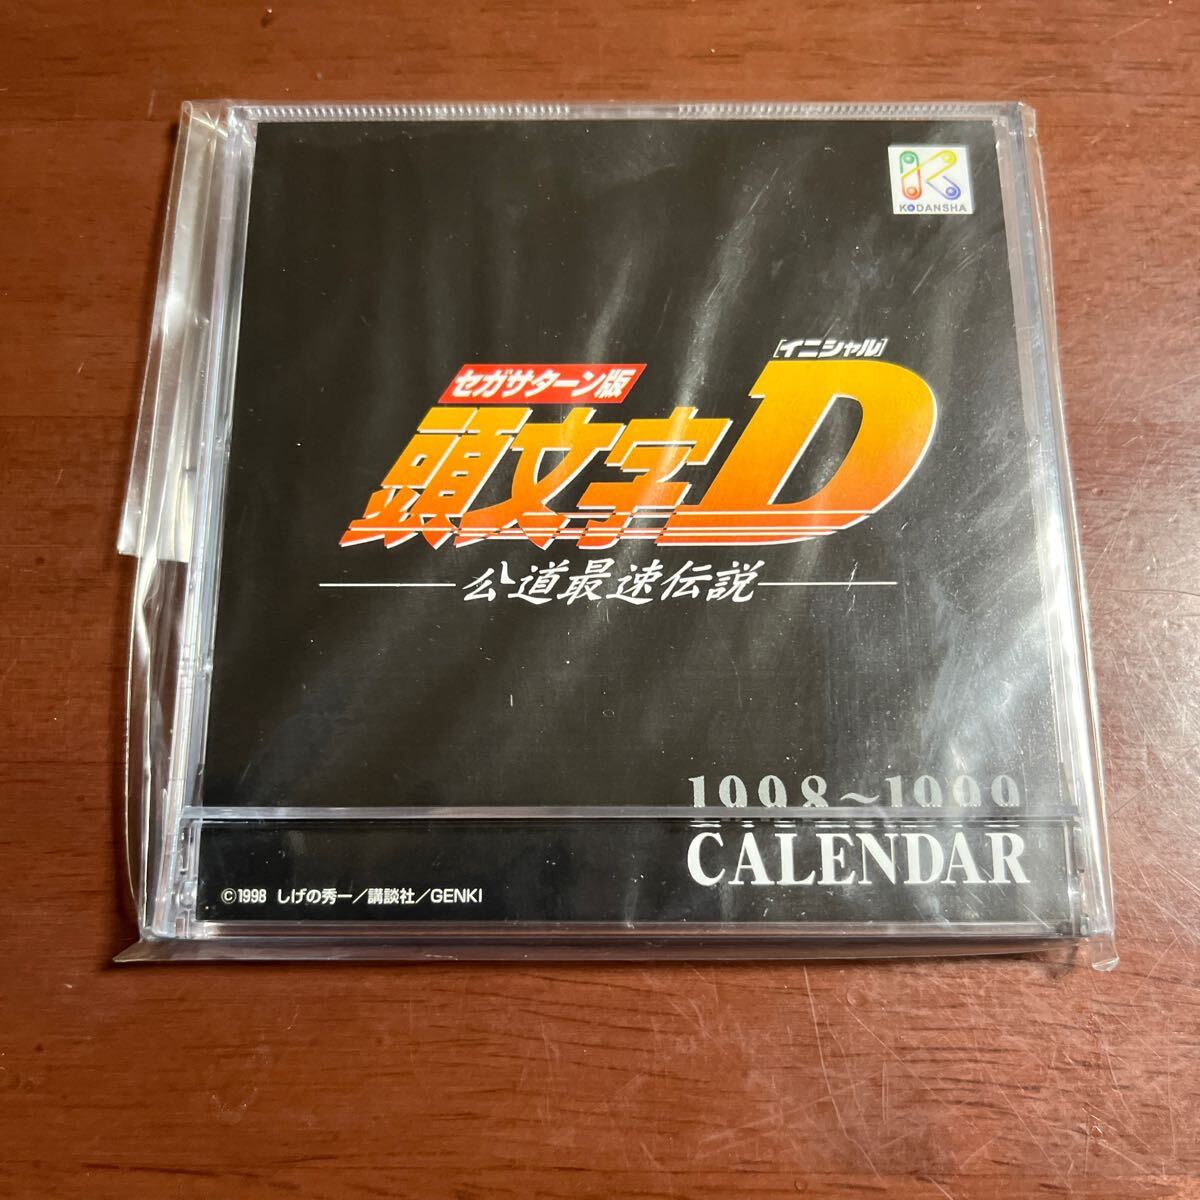 KODANSHA
[イニシャル]
セガサターン版
頭文字D
公道最速伝説
1998～1999
CALENDAR
©1998 しげの秀一／講談社／GENKI